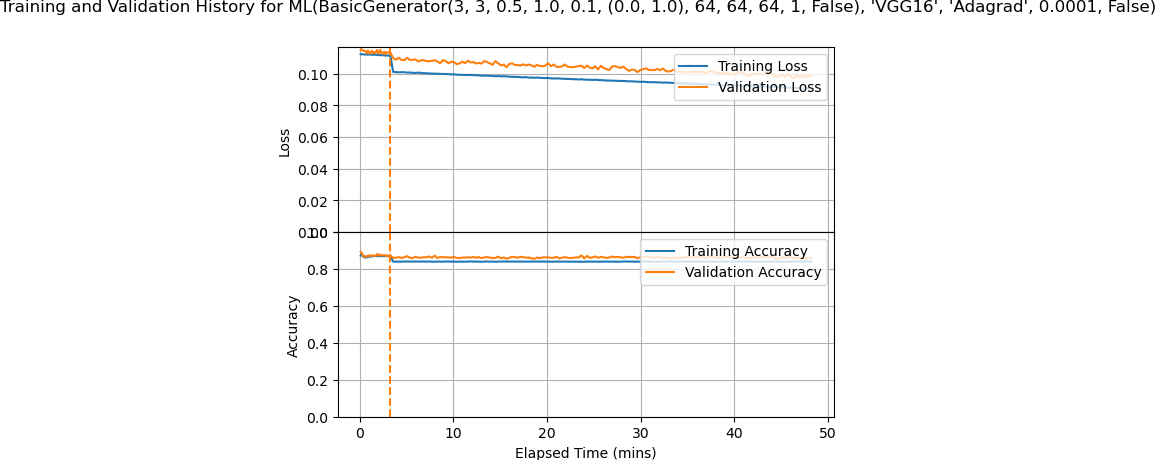 Training and Validation History for ML(BasicGenerator(3, 3, 0.5, 1.0, 0.1, (0.0, 1.0), 64, 64, 64, 1, False), 'VGG16', 'Adagrad', 0.0001, False)
Training Loss
Validation Loss
0.10
0.08
0.06
0.04
0.02
0.00
Loss
1.0
Training Accuracy
Validation Accuracy
0.8
0.6
0.4
0.2
0.0
Accuracy
0
10
20
30
40
50
Elapsed Time (mins)